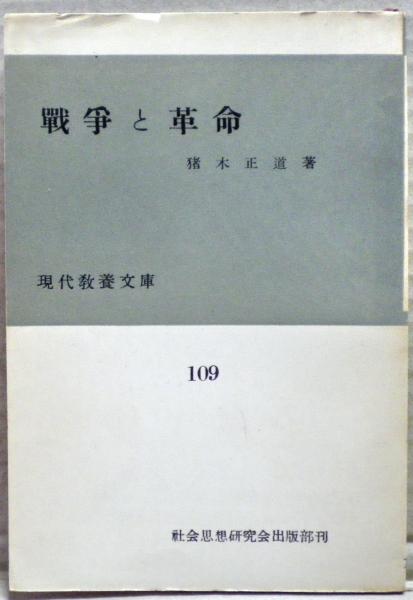 戰爭と革命
猪木正道著
現代教養文庫
109
社会思想研究会出版部刊